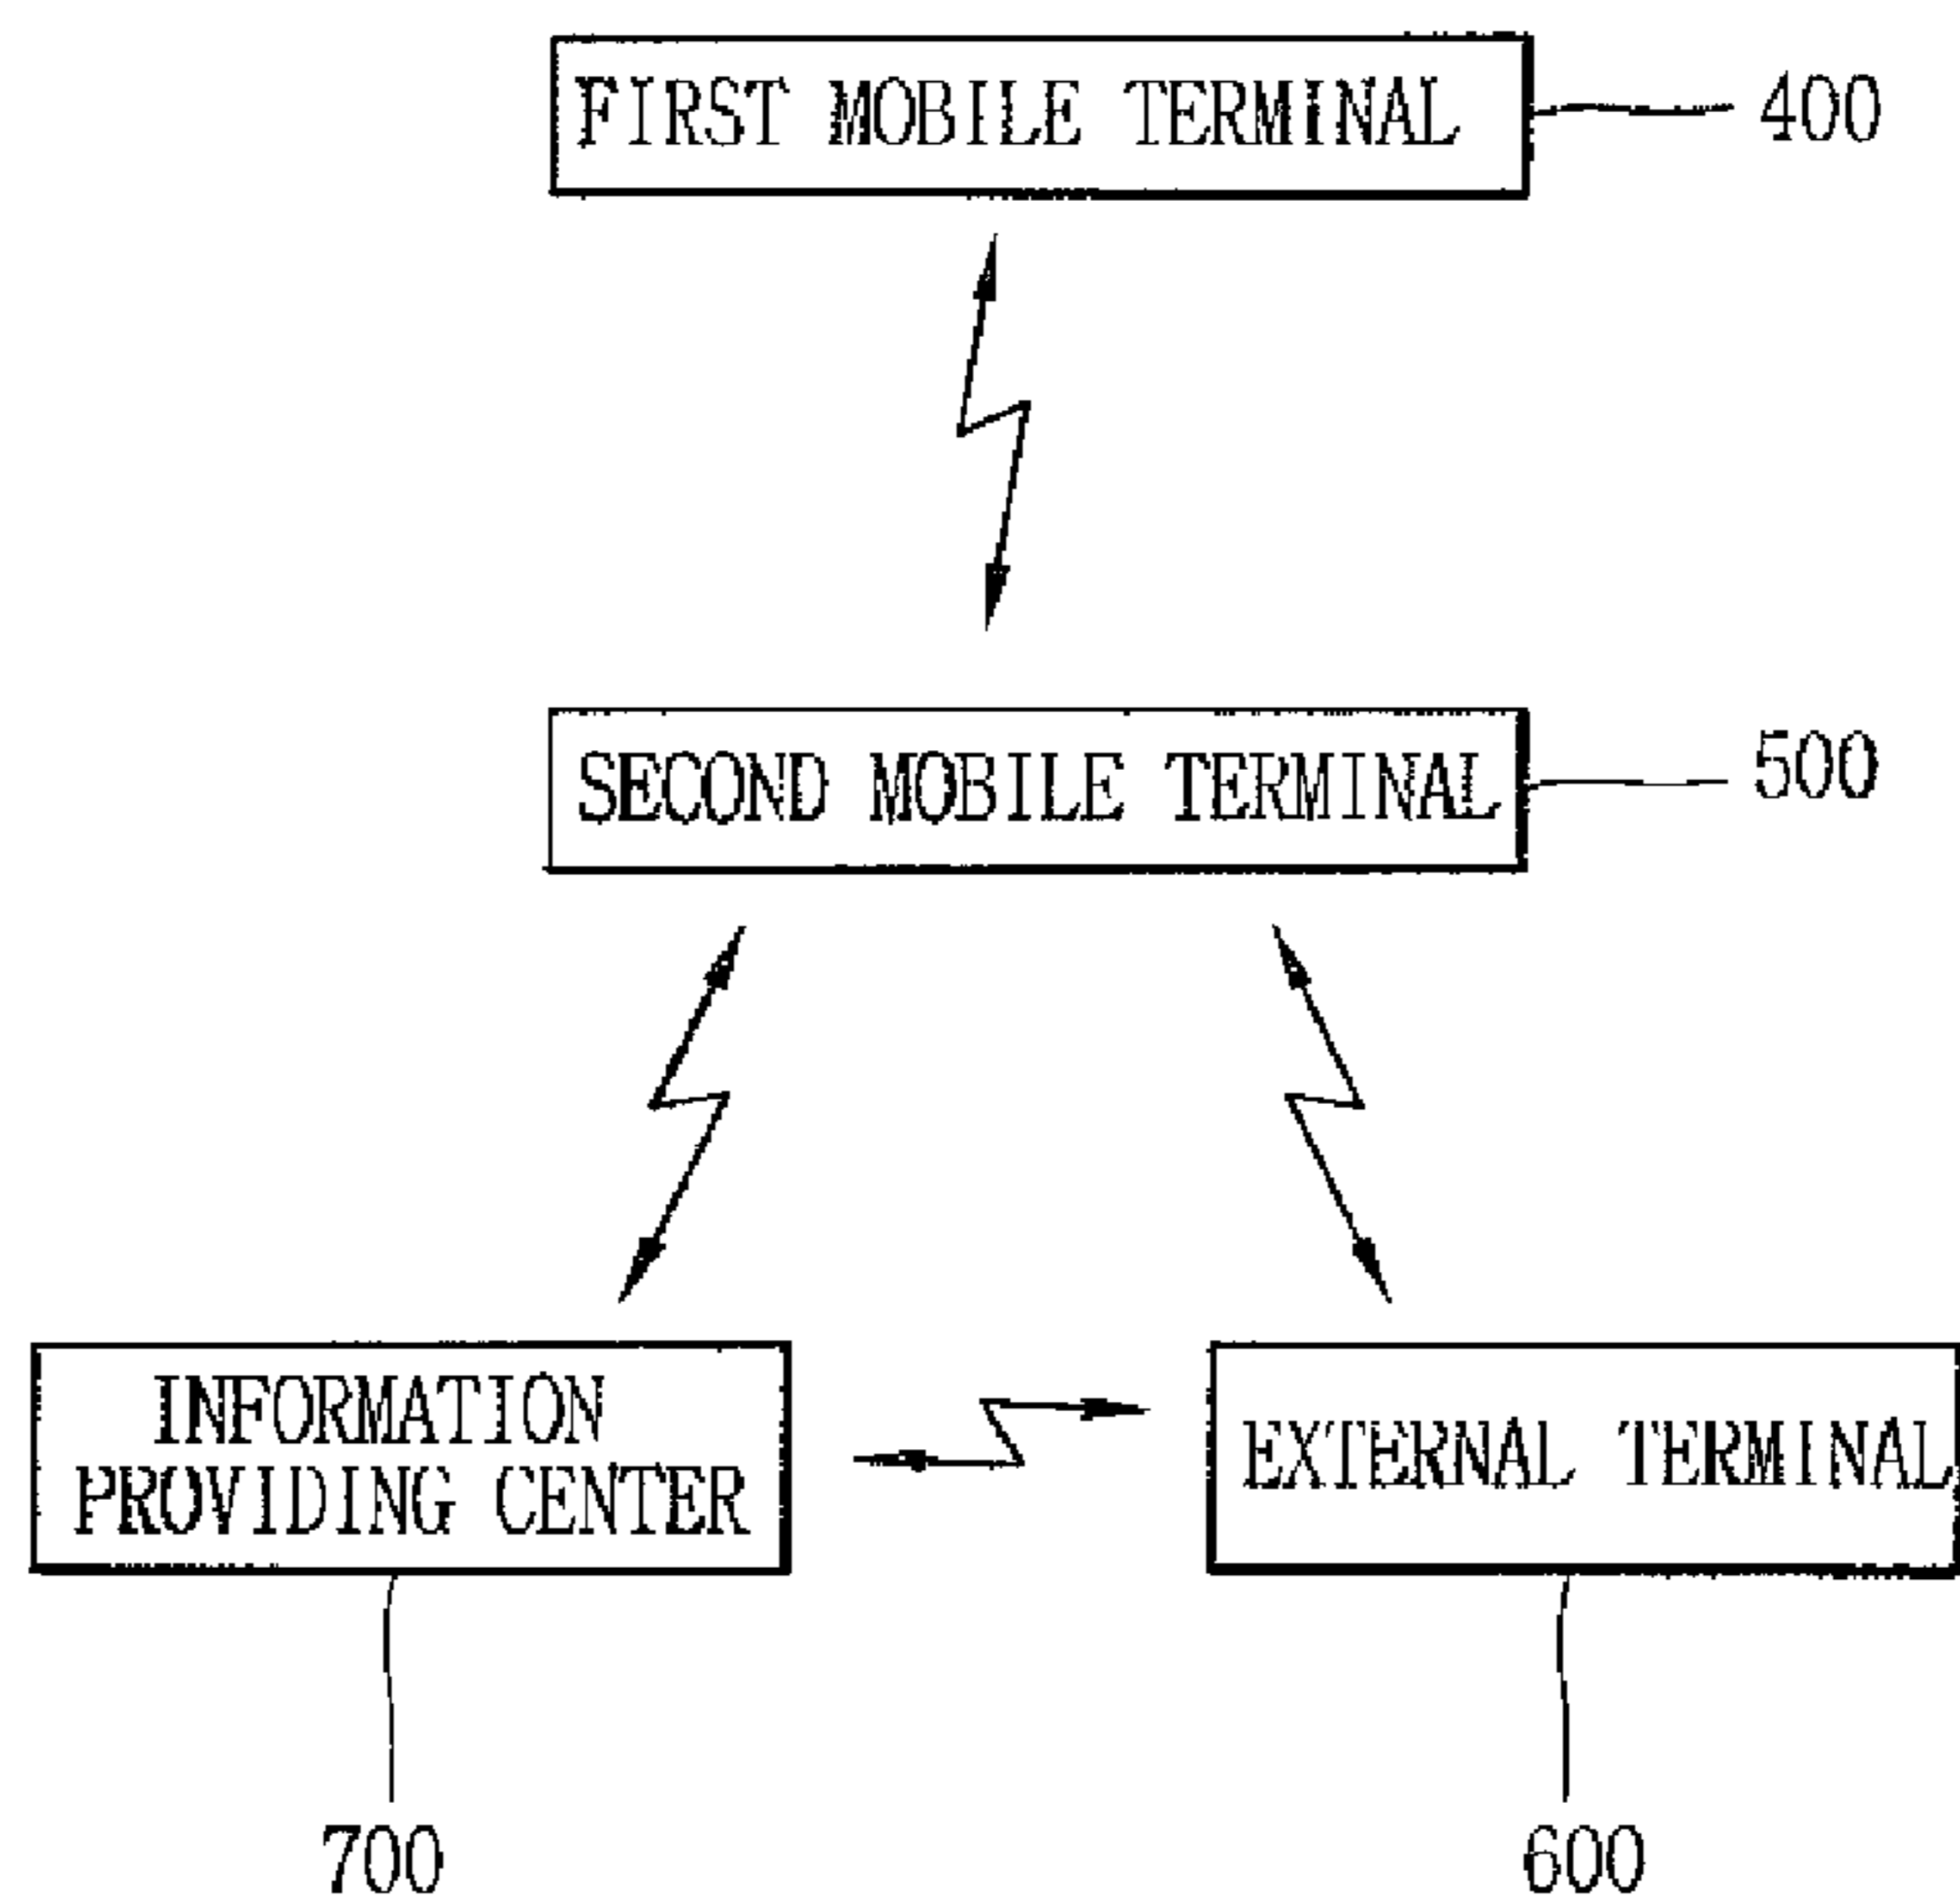 FIRST MOBILE TERMINAL
400
SECOND MOBILE TERMINAL
500
INFORMATION
PROVIDING CENTER
EXTERNAL TERMINAL
700
600